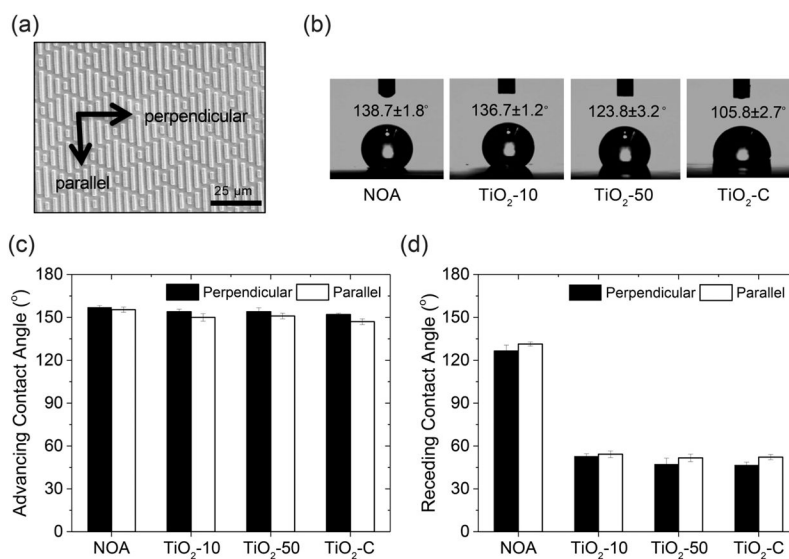 (a)
perpendicular
parallel
25 µm
(b)
138.7±1.8°
136.7±1.2°
123.8±3.2°
105.8±2.7°
NOA
TiO2-10
TiO2-50
TiO2-C
(c)
Advancing Contact Angle (°)
180
150
120
90
60
30
0
Perpendicular
Parallel
NOA
TiO2-10
TiO2-50
TiO2-C
(d)
Receding Contact Angle (°)
180
150
120
90
60
30
0
Perpendicular
Parallel
NOA
TiO2-10
TiO2-50
TiO2-C